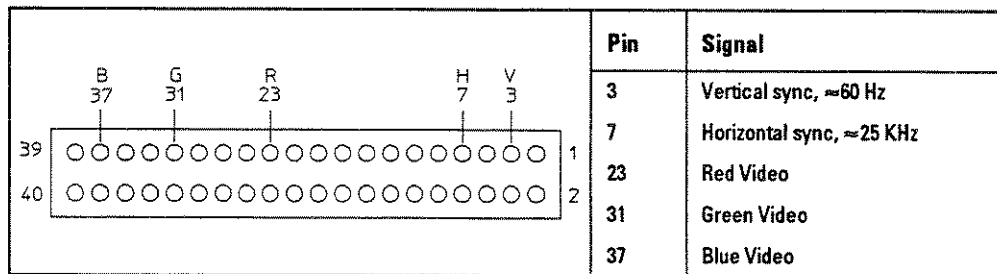 B G R H V
37 31 23 7 3
39 1
40 2
Pin Signal
3 Vertical sync, ≈60 Hz
7 Horizontal sync, ≈25 KHz
23 Red Video
31 Green Video
37 Blue Video